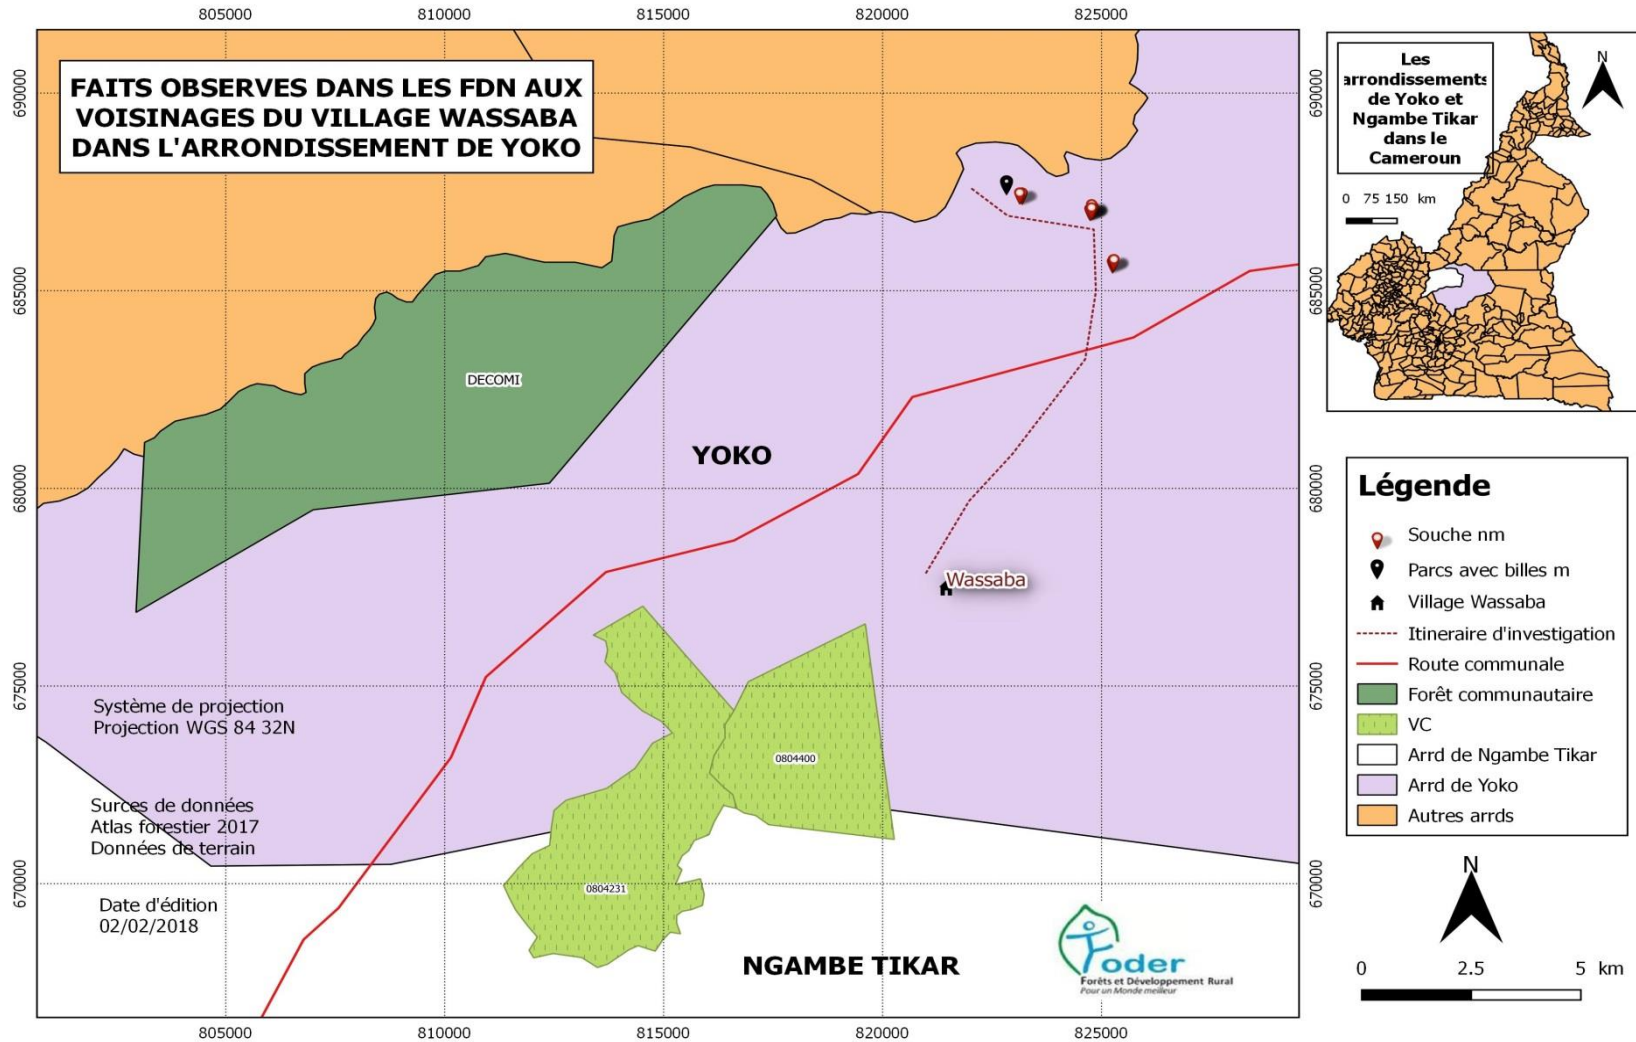 805000
810000
815000
820000
825000
690000
685000
680000
675000
670000
FAITS OBSERVES DANS LES FDN AUX
VOISINAGES DU VILLAGE WASSABA
DANS L'ARRONDISSEMENT DE YOKO
DECOMI
YOKO
Wassaba
0804400
0804231
NGAMBE TIKAR
Système de projection
Projection WGS 84 32N
Surces de données
Atlas forestier 2017
Données de terrain
Date d'édition
02/02/2018
Foder
Forêts et Développement Rural
Pour un Monde meilleur
805000
810000
815000
820000
825000
690000
685000
680000
675000
670000
Les
arrondissements
de Yoko et
Ngambe Tikar
dans le
Cameroun
N
0 75 150 km
Légende
Souche nm
Parcs avec billes m
Village Wassaba
Itineraire d'investigation
Route communale
Forêt communautaire
VC
Arrd de Ngambe Tikar
Arrd de Yoko
Autres arrds
N
0 2.5 5 km